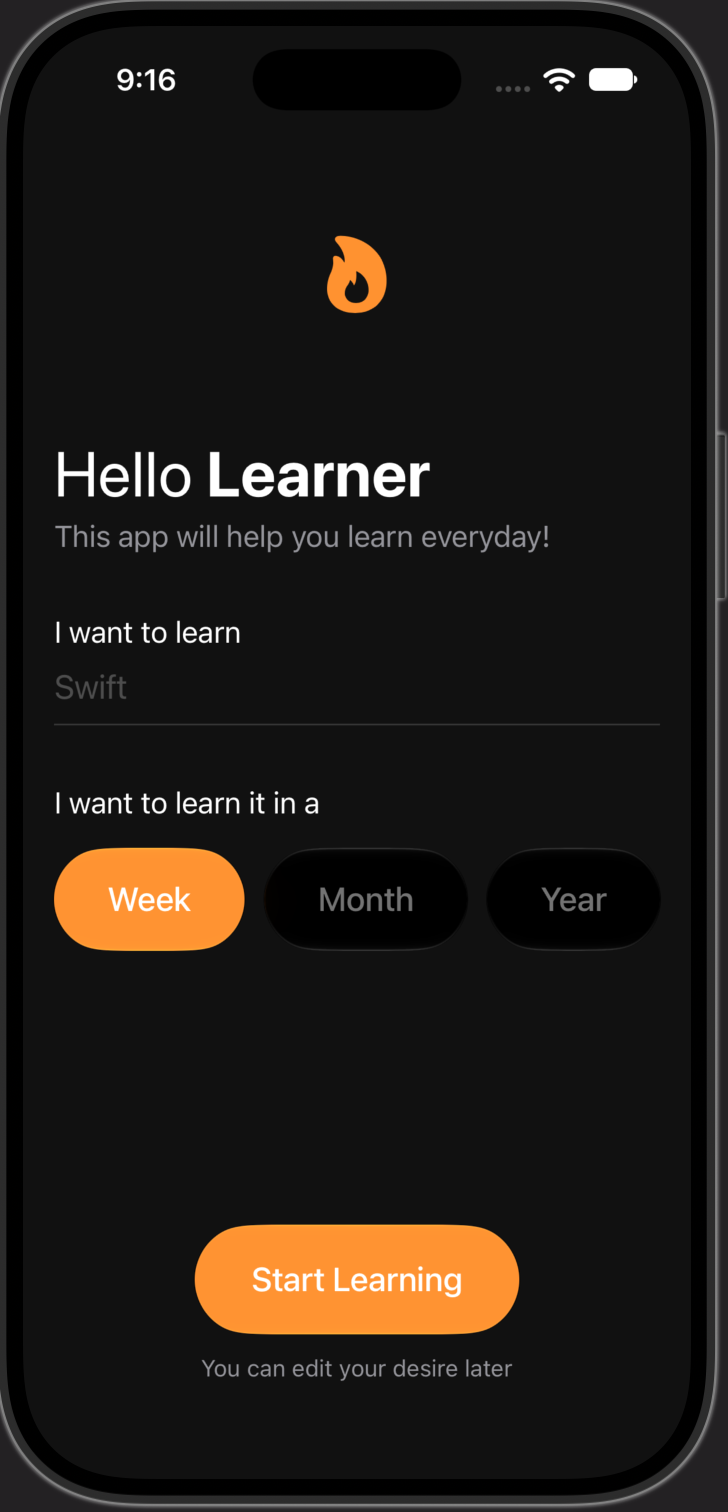 9:16
Hello Learner
This app will help you learn everyday!
I want to learn
Swift
I want to learn it in a
Week Month Year
Start Learning
You can edit your desire later